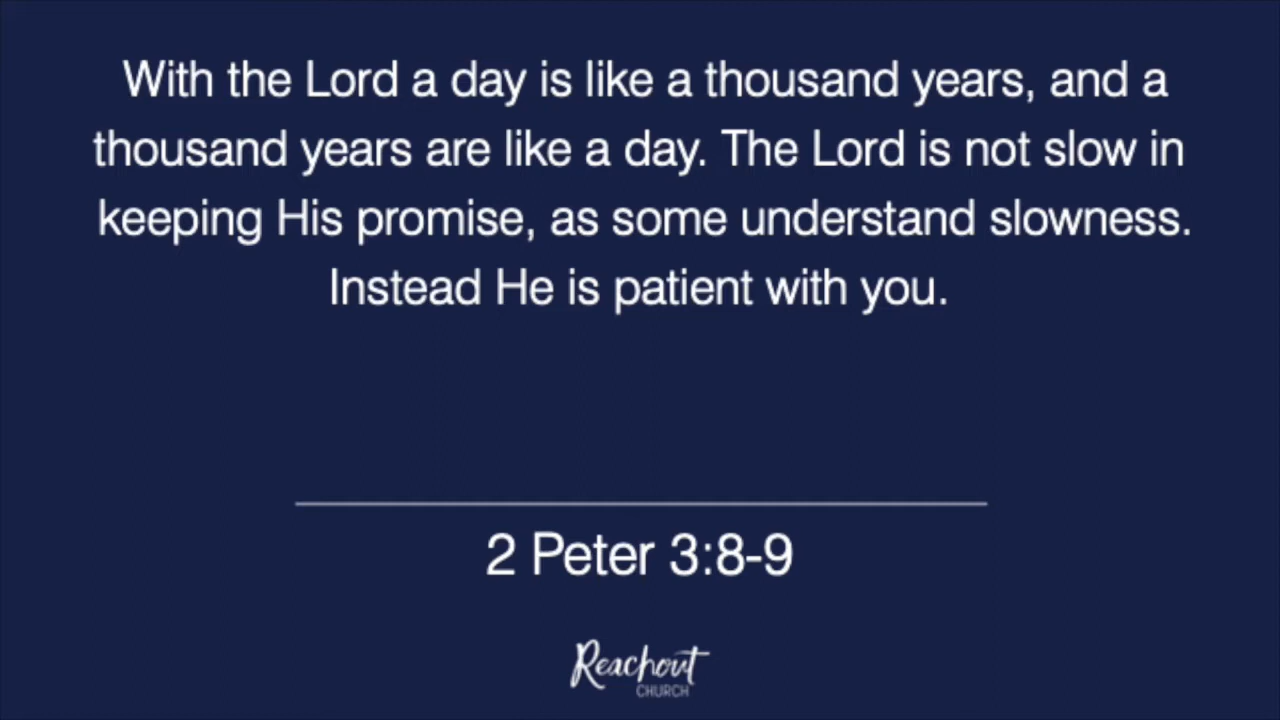 With the Lord a day is like a thousand years, and a
thousand years are like a day. The Lord is not slow in
keeping His promise, as some understand slowness.
Instead He is patient with you.
2 Peter 3:8-9
Reachout
CHURCH